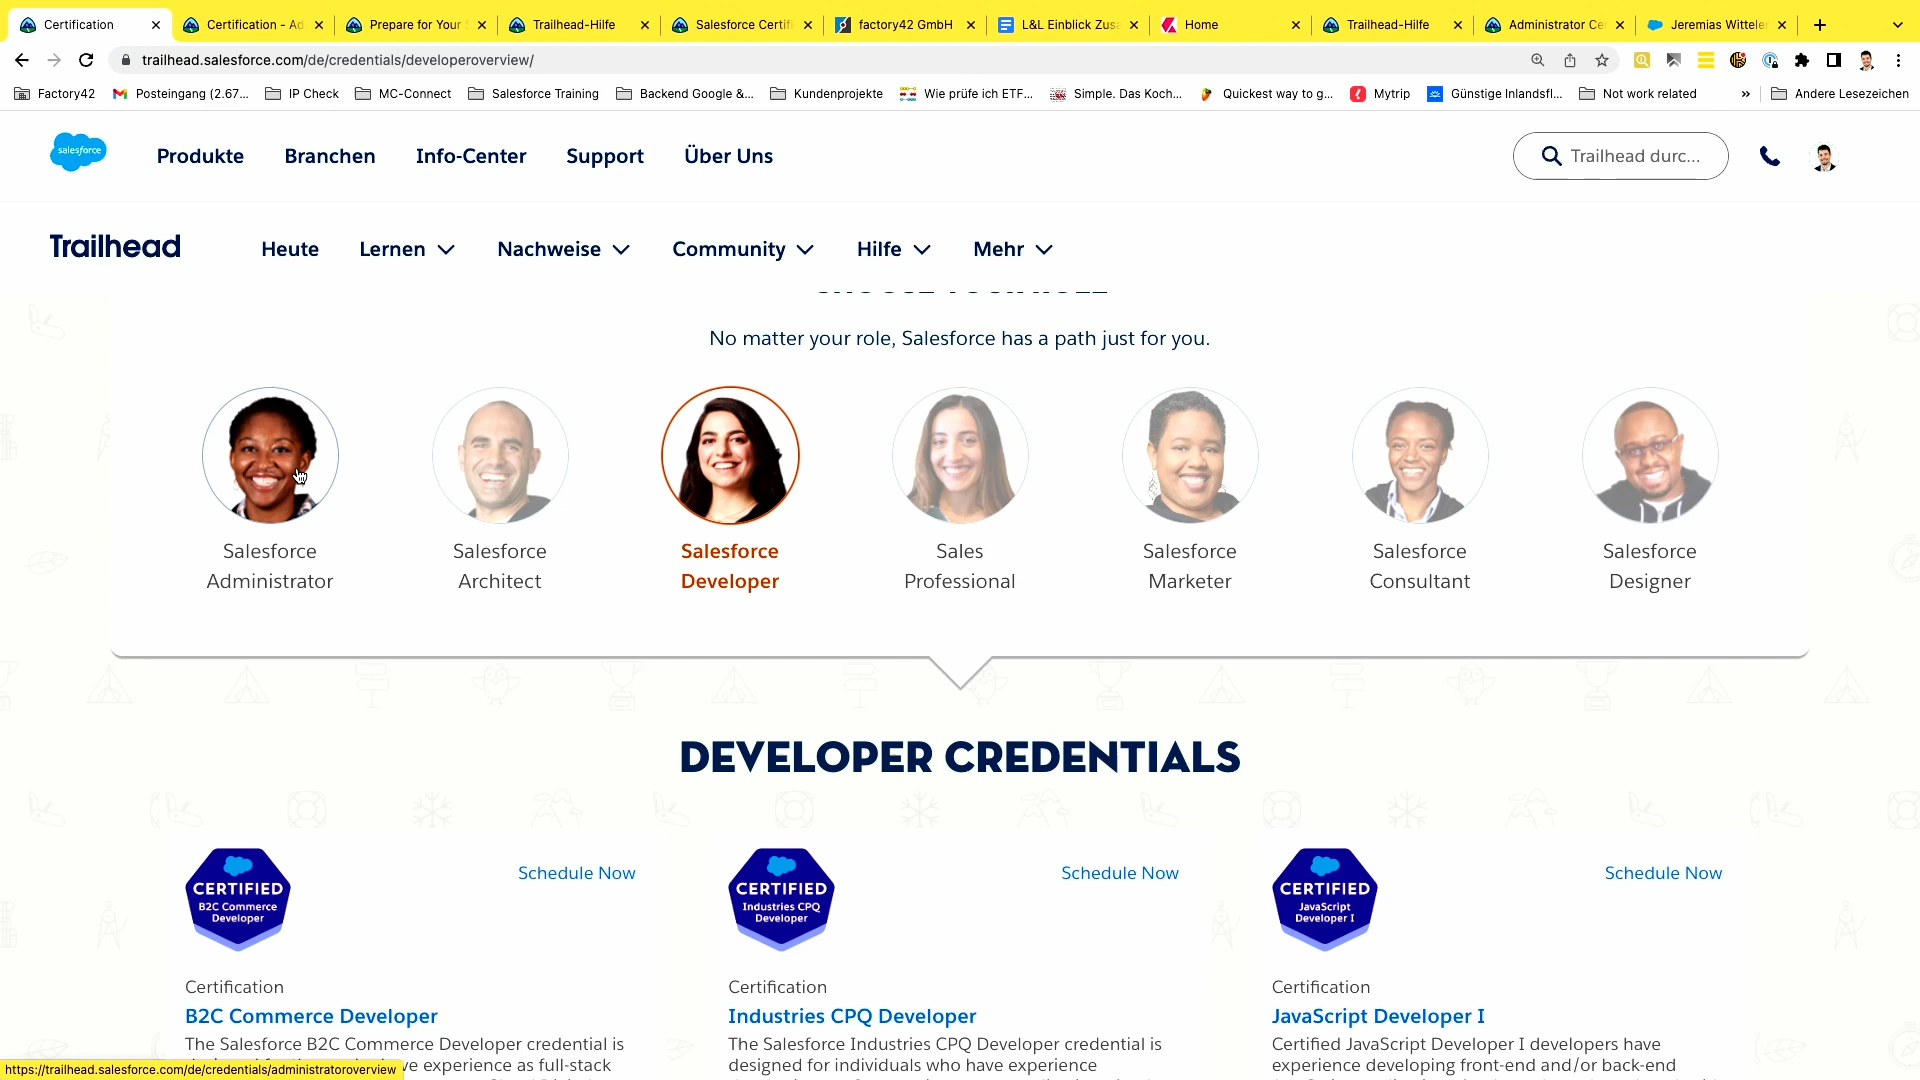 Certification
Certification - Ad
Prepare for Your S
Trailhead-Hilfe
Salesforce Certifi
factory42 GmbH
L&L Einblick Zusa
Home
Trailhead-Hilfe
Administrator Ce
Jeremias Witteler
trailhead.salesforce.com/de/credentials/developeroverview/
Factory42
Posteingang (2.67...
IP Check
MC-Connect
Salesforce Training
Backend Google &...
Kundenprojekte
Wie prüfe ich ETF...
Simple. Das Koch...
Quickest way to g...
Mytrip
Günstige Inlandsfl...
Not work related
»
Andere Lesezeichen
salesforce
Produkte
Branchen
Info-Center
Support
Über Uns
Trailhead durc...
Trailhead
Heute
Lernen
Nachweise
Community
Hilfe
Mehr
No matter your role, Salesforce has a path just for you.
Salesforce
Administrator
Salesforce
Architect
Salesforce
Developer
Sales
Professional
Salesforce
Marketer
Salesforce
Consultant
Salesforce
Designer
DEVELOPER CREDENTIALS
CERTIFIED
B2C Commerce
Developer
Schedule Now
Certification
B2C Commerce Developer
The Salesforce B2C Commerce Developer credential is
ve experience as full-stack
CERTIFIED
Industries CPQ
Developer
Schedule Now
Certification
Industries CPQ Developer
The Salesforce Industries CPQ Developer credential is
designed for individuals who have experience
CERTIFIED
JavaScript
Developer I
Schedule Now
Certification
JavaScript Developer I
Certified JavaScript Developer I developers have
experience developing front-end and/or back-end
https://trailhead.salesforce.com/de/credentials/administratoroverview